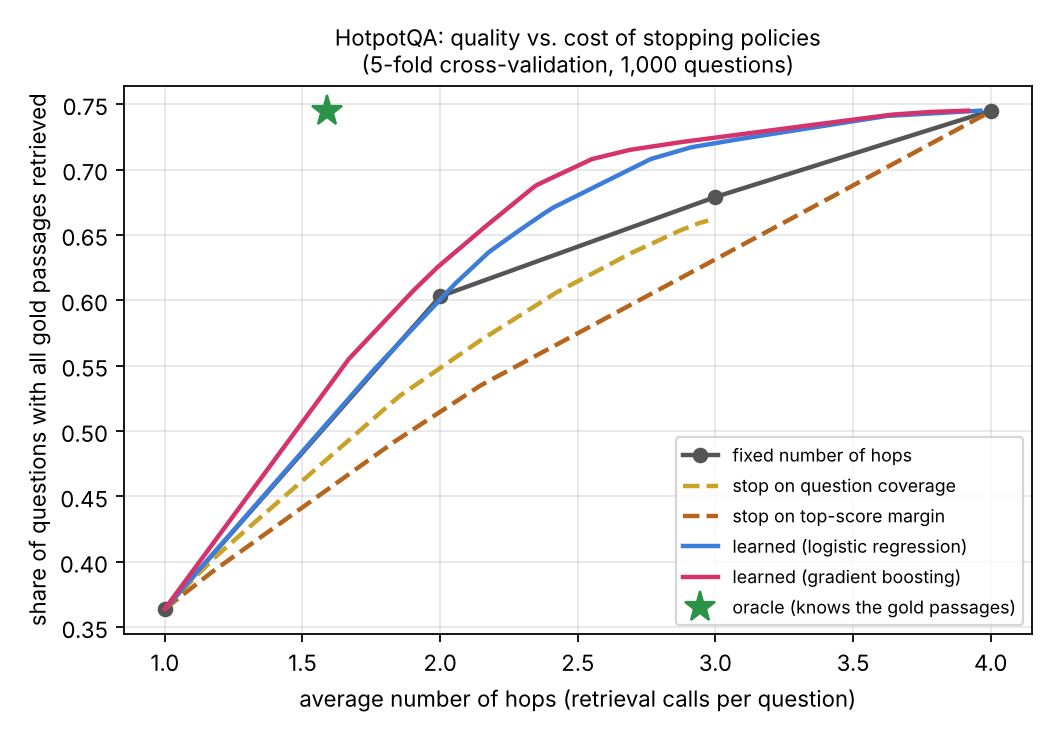 HotpotQA: quality vs. cost of stopping policies
(5-fold cross-validation, 1,000 questions)
share of questions with all gold passages retrieved
0.75
0.70
0.65
0.60
0.55
0.50
0.45
0.40
0.35
fixed number of hops
stop on question coverage
stop on top-score margin
learned (logistic regression)
learned (gradient boosting)
oracle (knows the gold passages)
1.0 1.5 2.0 2.5 3.0 3.5 4.0
average number of hops (retrieval calls per question)